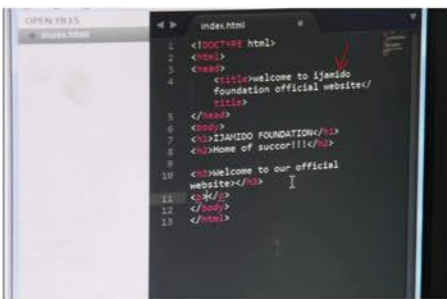 OPEN FILES
index.html
index.html
1 <!DOCTYPE html>
2 <html>
3 <head>
4 <title>welcome to ijamido
foundation official website</
title>
5 </head>
6 <body>
7 <h1>IJAMIDO FOUNDATION</h1>
8 <h2>Home of succor!!!</h2>
9
10 <h3>Welcome to our official
website></h3>
11 <p></p>
12 </body>
13 </html>